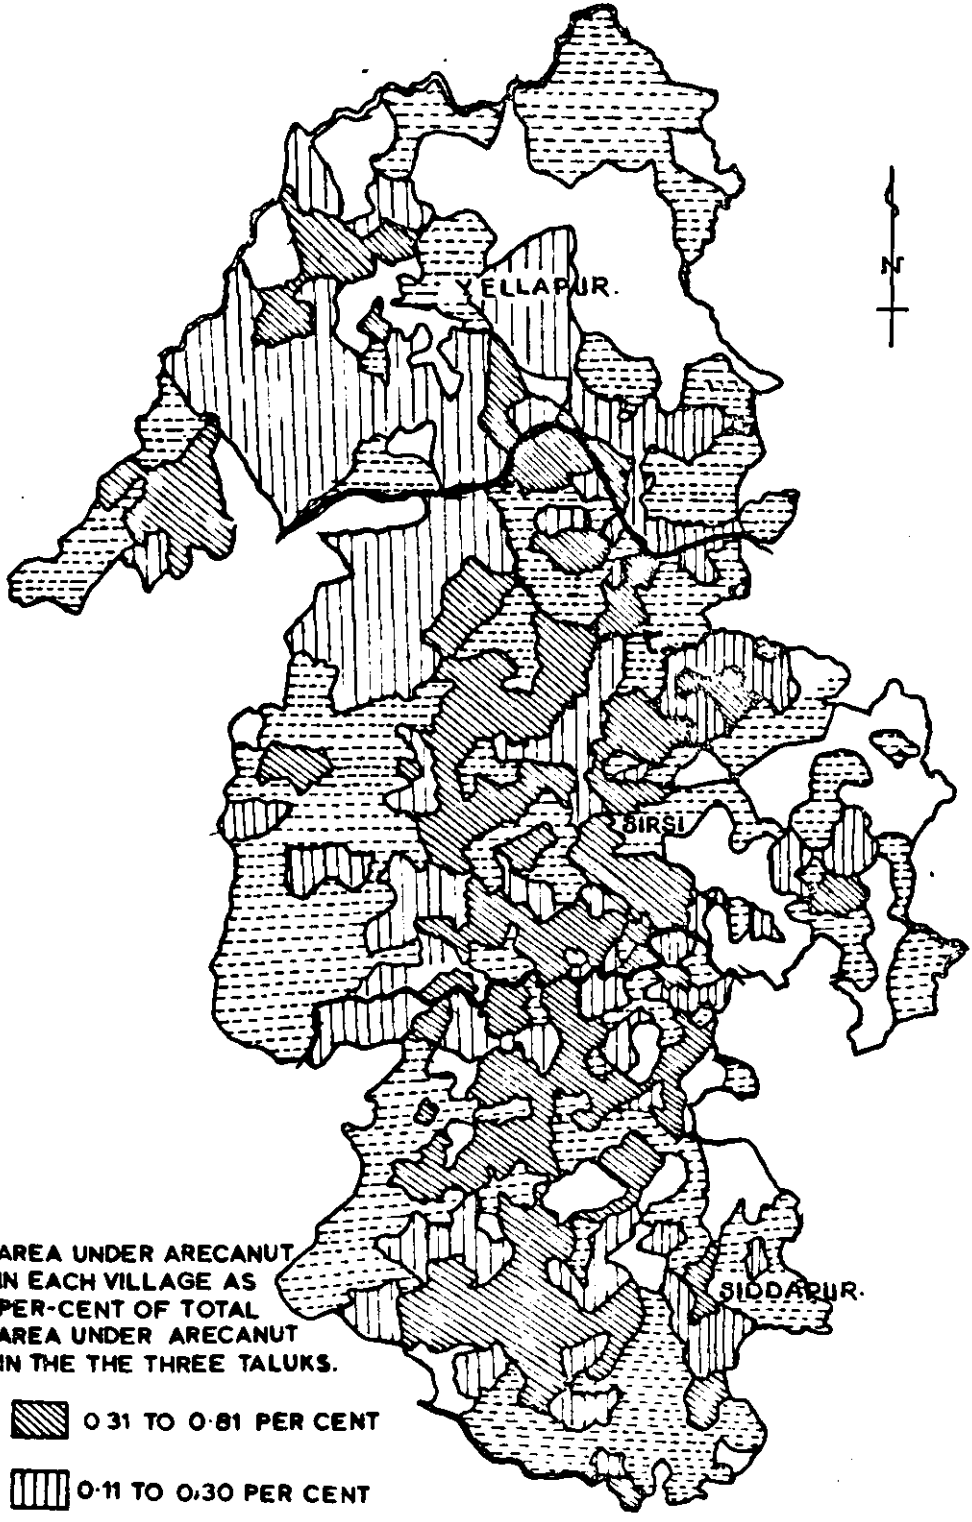 N
YELLAPUR.
SIRSI
SIDDAPUR.
AREA UNDER ARECANUT
IN EACH VILLAGE AS
PER-CENT OF TOTAL
AREA UNDER ARECANUT
IN THE THE THREE TALUKS.
0 31 TO 0·81 PER CENT
0·11 TO 0.30 PER CENT